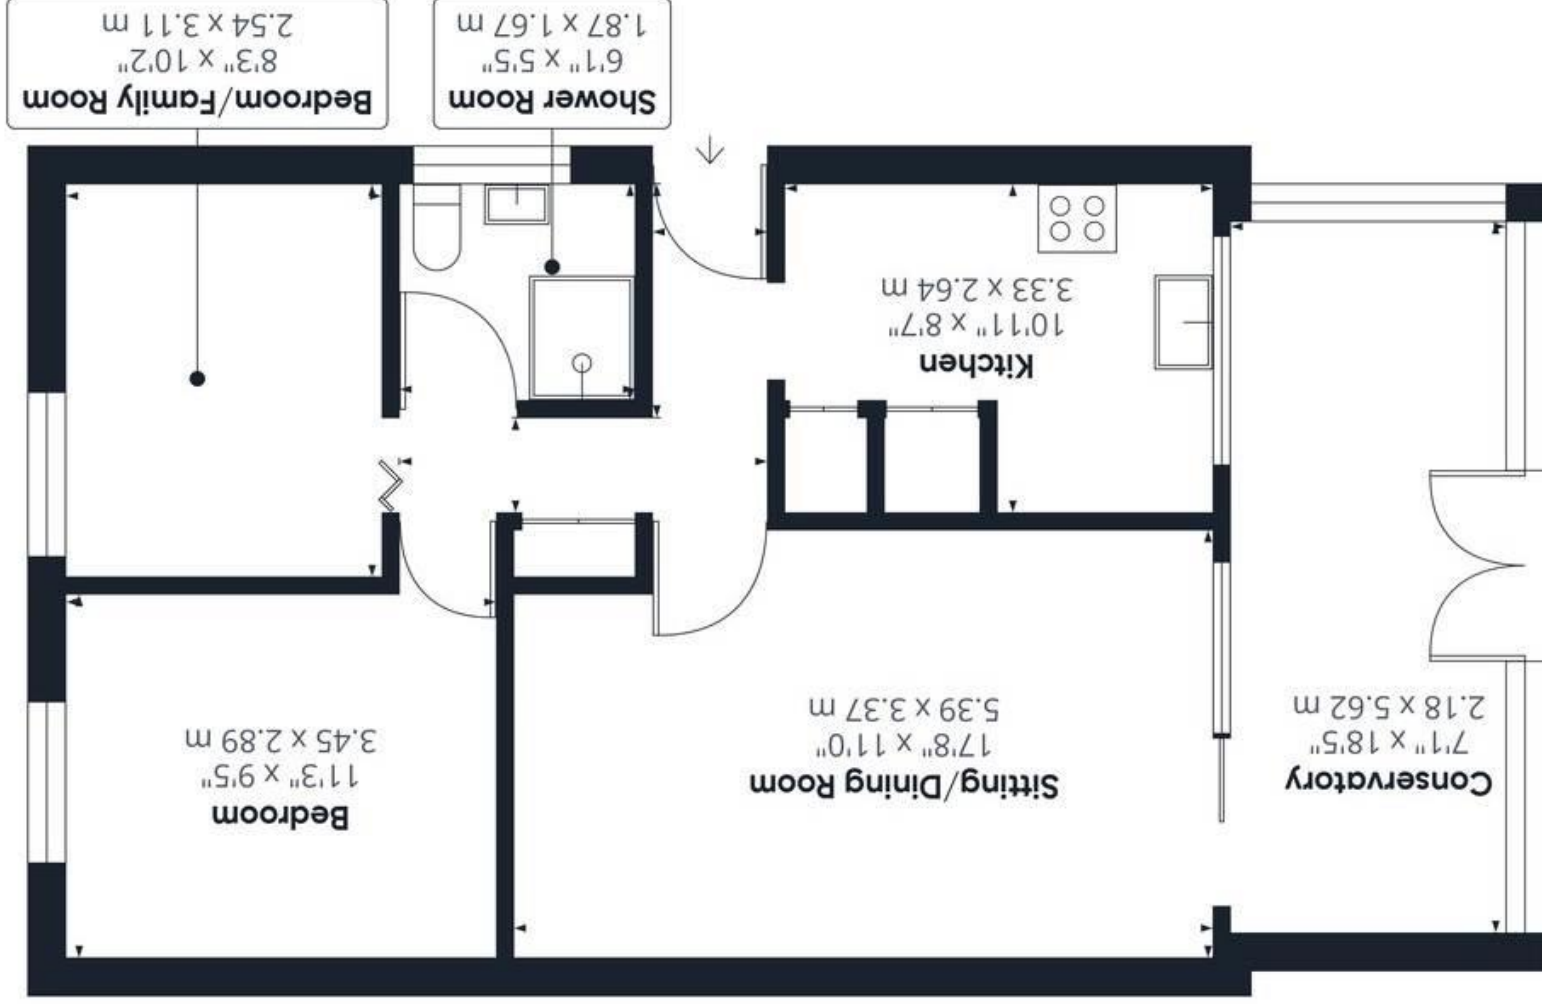 Conservatory
7'1" x 18'5"
2.18 x 5.62 m
Sitting/Dining Room
17'8" x 11'0"
5.39 x 3.37 m
Bedroom
11'3" x 9'5"
3.45 x 2.89 m
Kitchen
10'11" x 8'7"
3.33 x 2.64 m
Shower Room
6'1" x 5'5"
1.87 x 1.67 m
Bedroom/Family Room
8'3" x 10'2"
2.54 x 3.11 m